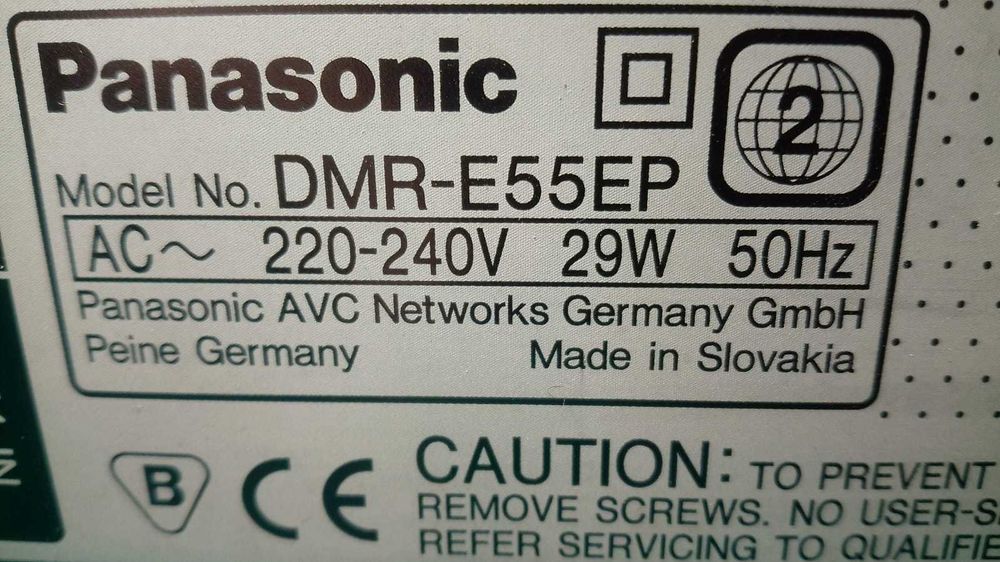 Panasonic
2
Model No. DMR-E55EP
AC~ 220-240V 29W 50Hz
Panasonic AVC Networks Germany GmbH
Peine Germany Made in Slovakia
B CE CAUTION: TO PREVENT
REMOVE SCREWS. NO USER-S
REFER SERVICING TO QUALIFIE
IN